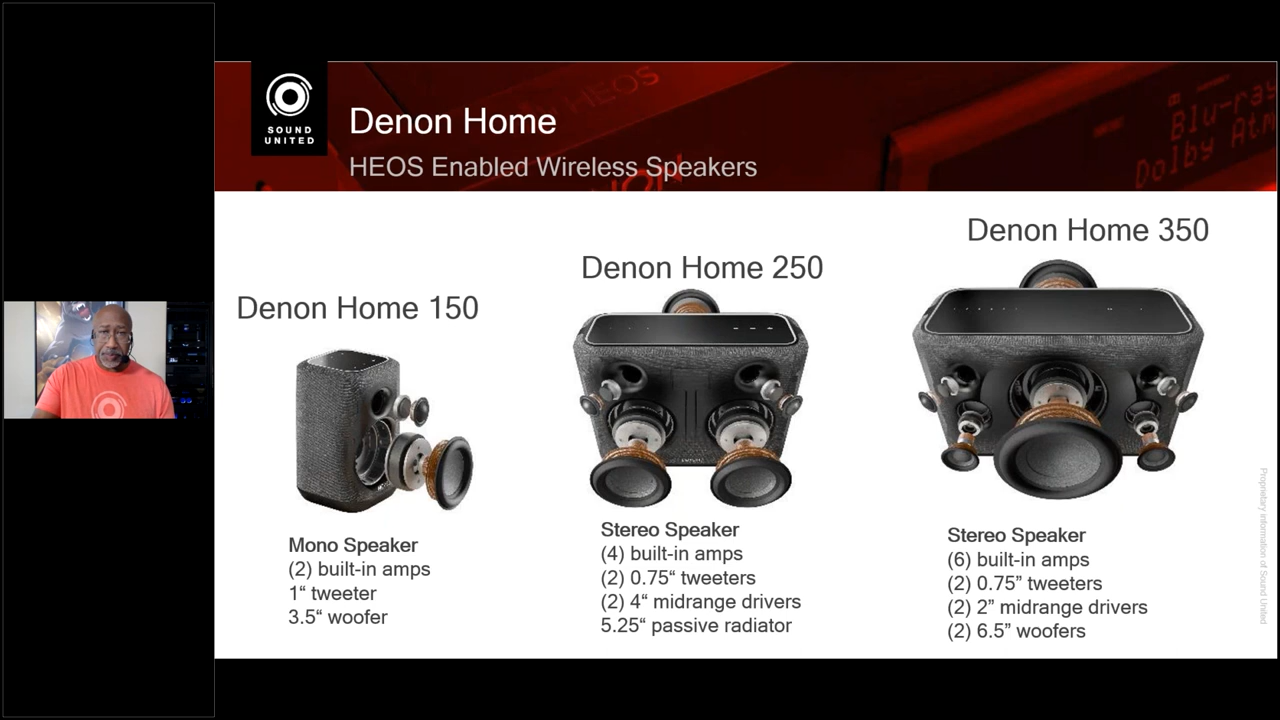 SOUND
UNITED
Denon Home
HEOS Enabled Wireless Speakers
HEOS
Blu-ray
Dolby
Denon Home 150
Mono Speaker
(2) built-in amps
1“ tweeter
3.5“ woofer
Denon Home 250
Stereo Speaker
(4) built-in amps
(2) 0.75“ tweeters
(2) 4“ midrange drivers
5.25“ passive radiator
Denon Home 350
Stereo Speaker
(6) built-in amps
(2) 0.75” tweeters
(2) 2” midrange drivers
(2) 6.5” woofers
Proprietary information of Sound United